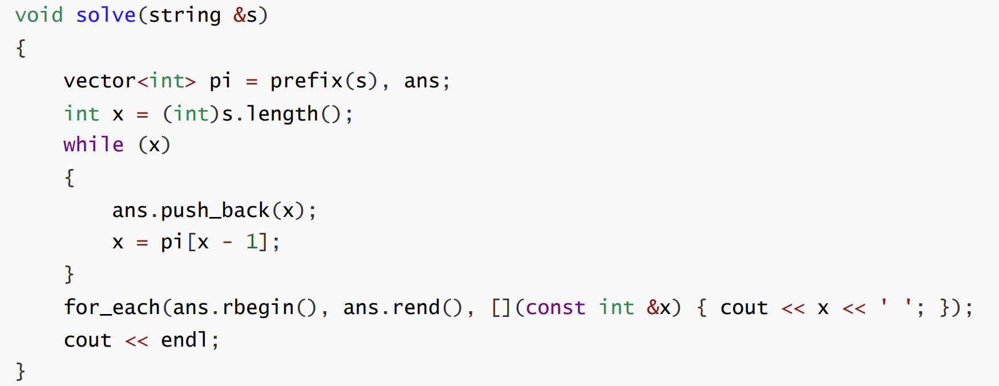 void solve(string &s)
{
    vector<int> pi = prefix(s), ans;
    int x = (int)s.length();
    while (x)
    {
        ans.push_back(x);
        x = pi[x - 1];
    }
    for_each(ans.rbegin(), ans.rend(), [](const int &x) { cout << x << ' '; });
    cout << endl;
}